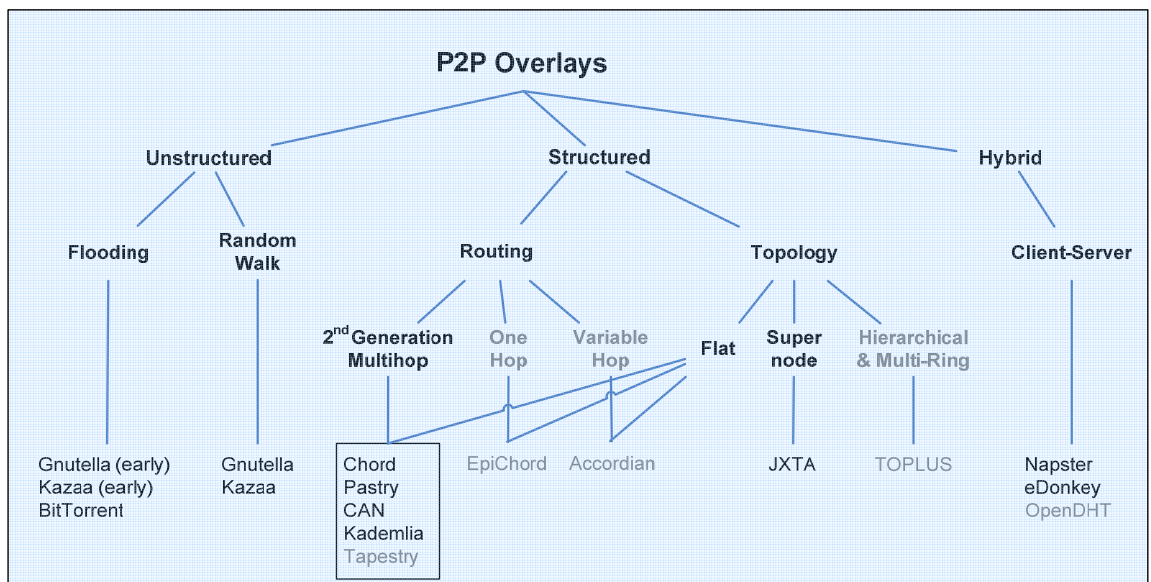 P2P Overlays
Unstructured
Structured
Hybrid
Flooding
Random
Walk
Routing
Topology
Client-Server
2nd Generation
Multihop
One
Hop
Variable
Hop
Flat
Super
node
Hierarchical
& Multi-Ring
Gnutella (early)
Kazaa (early)
BitTorrent
Gnutella
Kazaa
Chord
Pastry
CAN
Kademlia
Tapestry
EpiChord
Accordian
JXTA
TOPLUS
Napster
eDonkey
OpenDHT